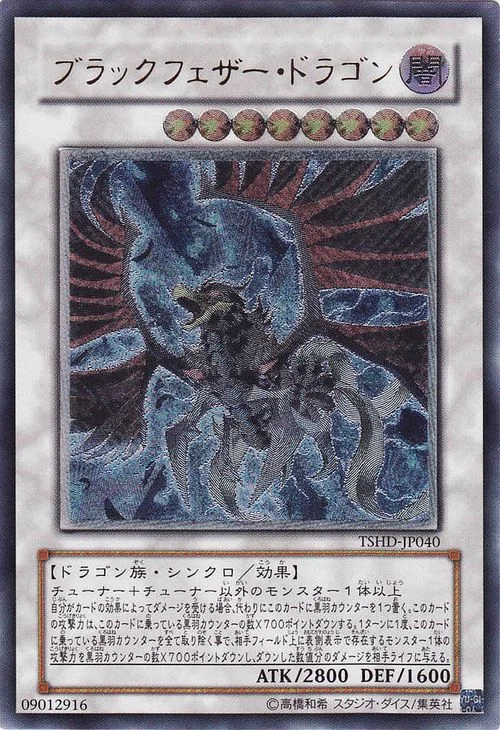 ブラックフェザー・ドラゴン
闇
TSHD-JP040
【ドラゴン族・シンクロ／効果】
チューナー＋チューナー以外のモンスター１体以上
自分がカードの効果によってダメージを受ける場合、代わりにこのカードに黒羽カウンターを１つ置く。このカード
の攻撃力は、このカードに乗っている黒羽カウンターの数×７００ポイントダウンする。１ターンに１度、このカード
に乗っている黒羽カウンターを全て取り除く事で、相手フィールド上に表側表示で存在するモンスター１体の
攻撃力を黒羽カウンターの数×７００ポイントダウンし、ダウンした数値分のダメージを相手ライフに与える。
ATK/2800 DEF/1600
09012916
©高橋和希 スタジオ・ダイス/集英社